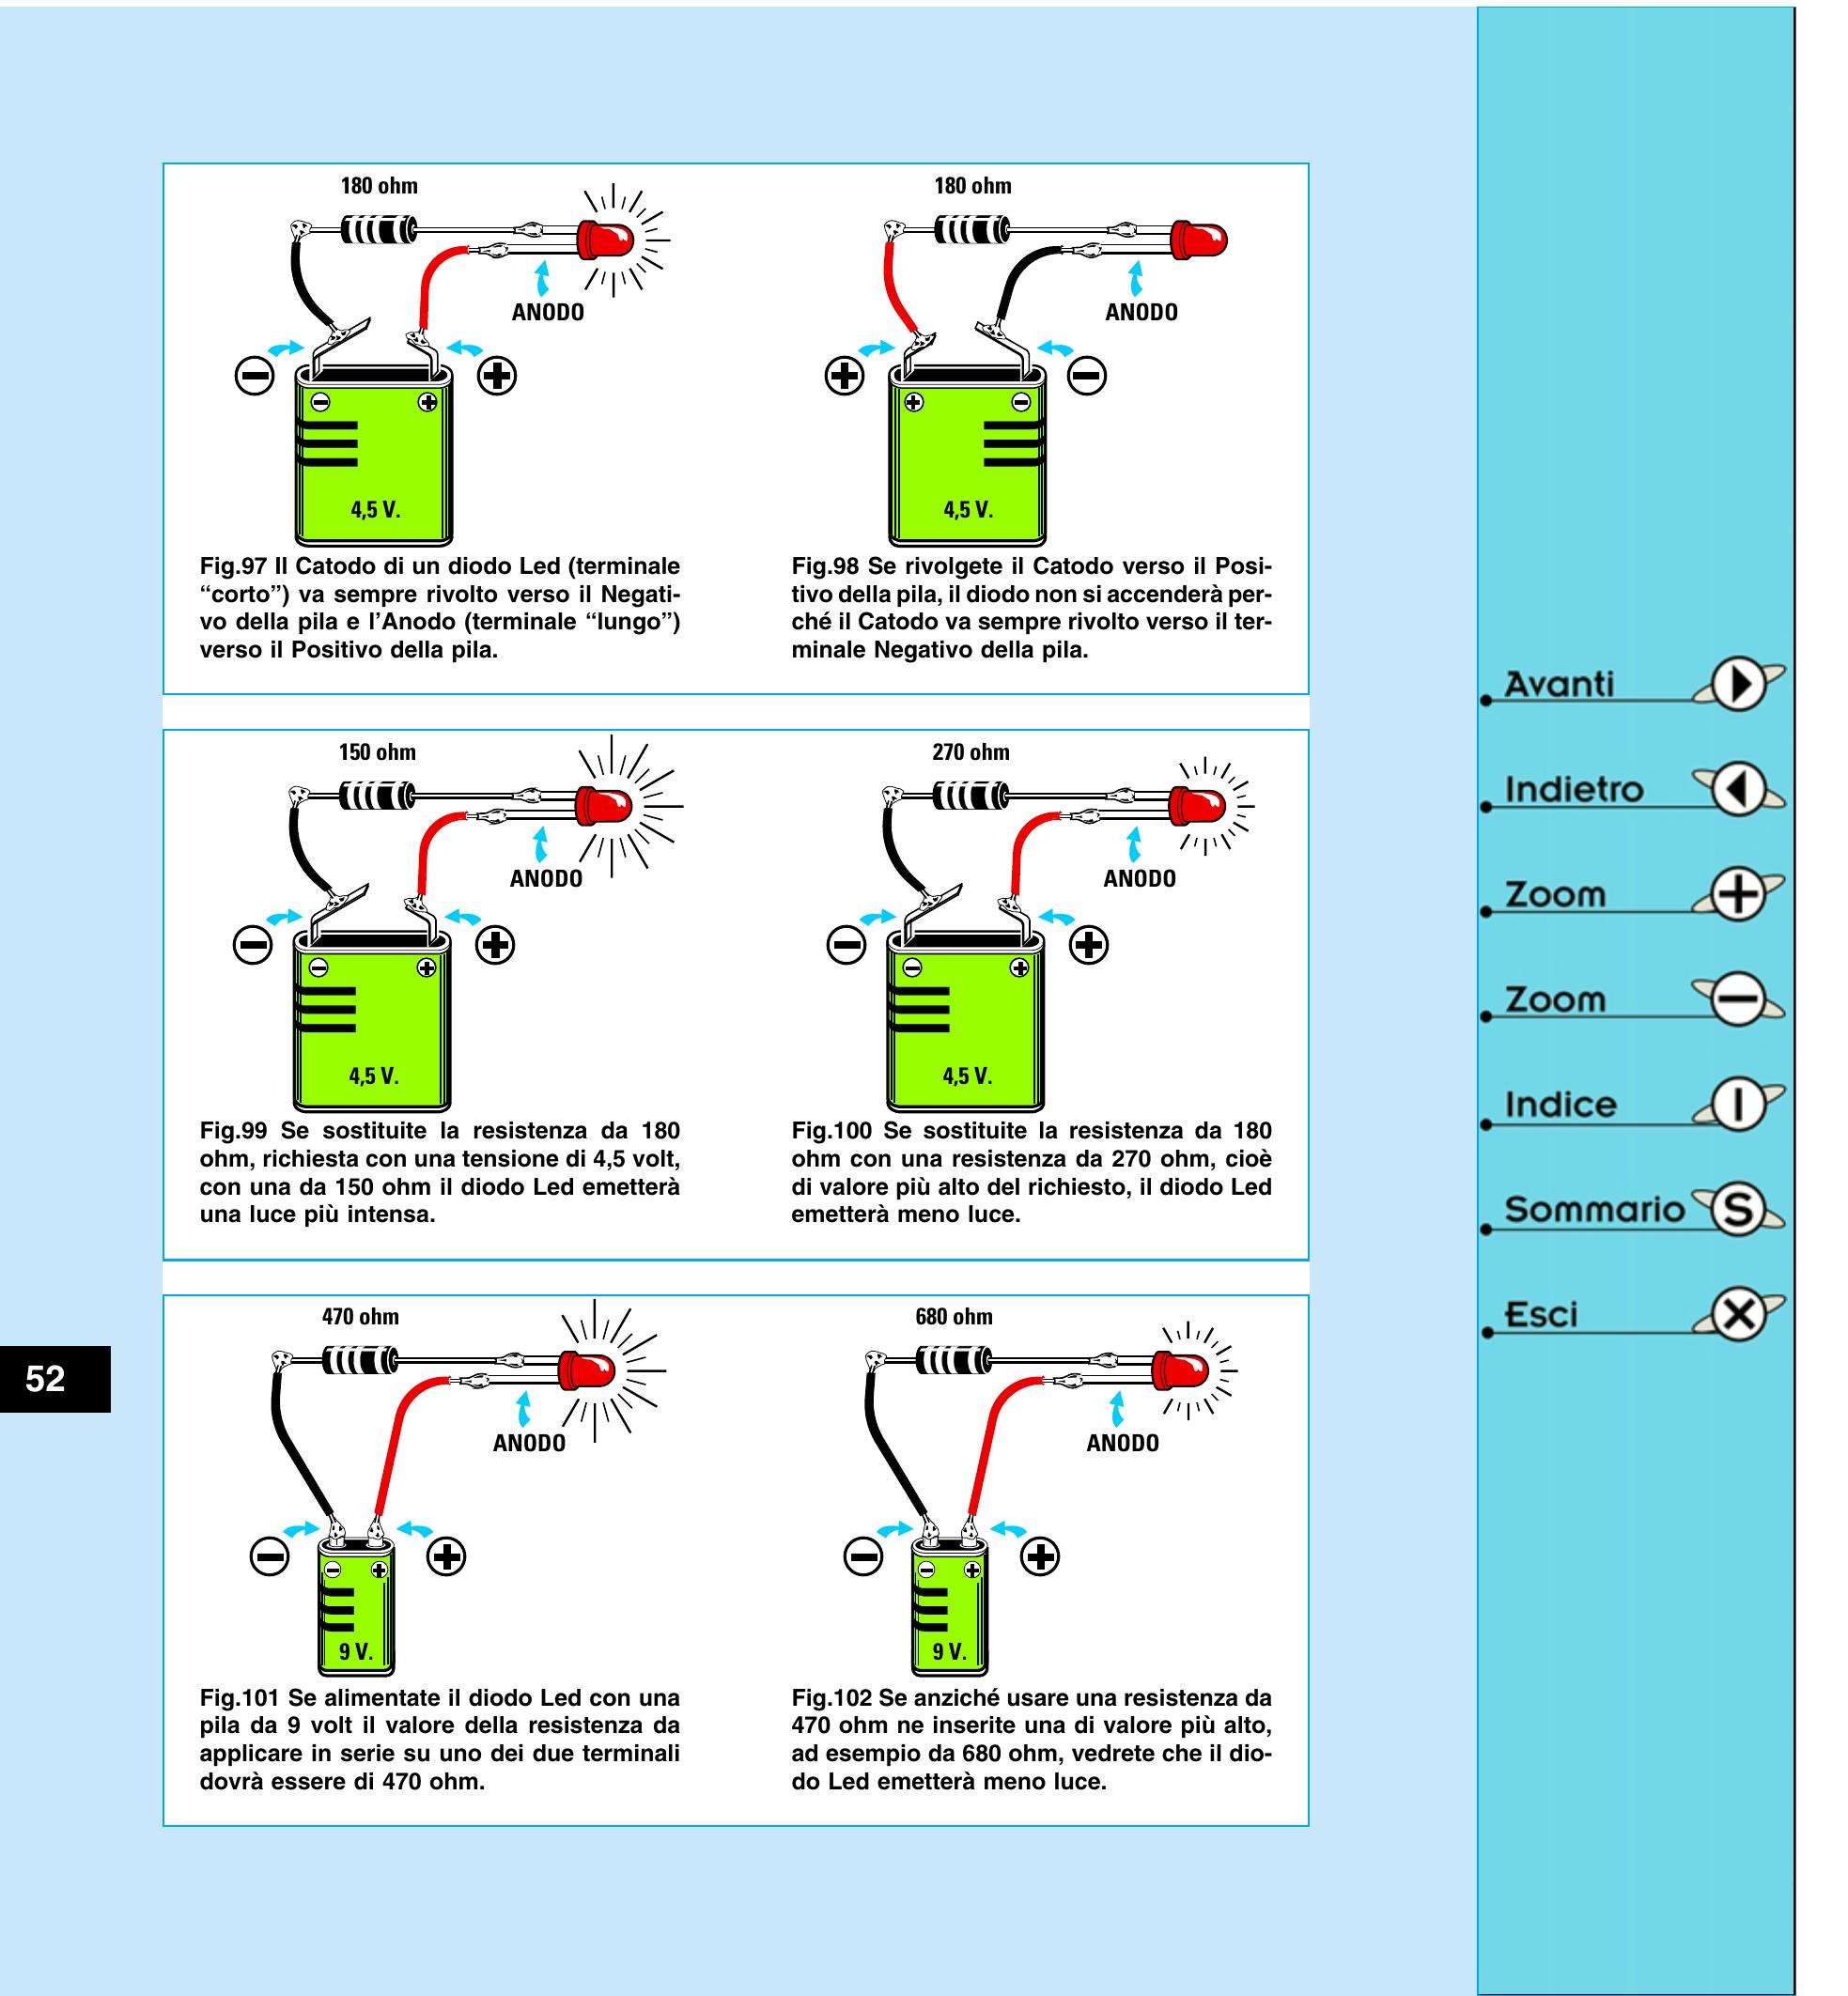 180 ohm
ANODO
4,5 V.
Fig.97 Il Catodo di un diodo Led (terminale
“corto”) va sempre rivolto verso il Negati-
vo della pila e l’Anodo (terminale “lungo”)
verso il Positivo della pila.
180 ohm
ANODO
4,5 V.
Fig.98 Se rivolgete il Catodo verso il Posi-
tivo della pila, il diodo non si accenderà per-
ché il Catodo va sempre rivolto verso il ter-
minale Negativo della pila.
150 ohm
ANODO
4,5 V.
Fig.99 Se sostituite la resistenza da 180
ohm, richiesta con una tensione di 4,5 volt,
con una da 150 ohm il diodo Led emetterà
una luce più intensa.
270 ohm
ANODO
4,5 V.
Fig.100 Se sostituite la resistenza da 180
ohm con una resistenza da 270 ohm, cioè
di valore più alto del richiesto, il diodo Led
emetterà meno luce.
470 ohm
ANODO
9 V.
Fig.101 Se alimentate il diodo Led con una
pila da 9 volt il valore della resistenza da
applicare in serie su uno dei due terminali
dovrà essere di 470 ohm.
680 ohm
ANODO
9 V.
Fig.102 Se anziché usare una resistenza da
470 ohm ne inserite una di valore più alto,
ad esempio da 680 ohm, vedrete che il dio-
do Led emetterà meno luce.
52
Avanti
Indietro
Zoom +
Zoom −
Indice I
Sommario S
Esci X